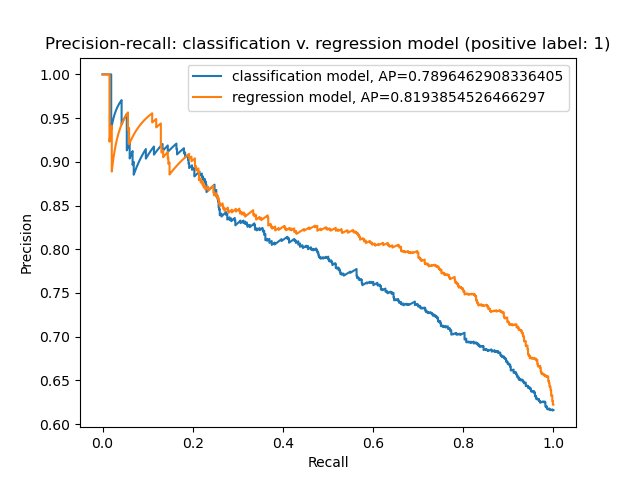 Precision-recall: classification v. regression model (positive label: 1)
classification model, AP=0.7896462908336405
regression model, AP=0.8193854526466297
1.00
0.95
0.90
0.85
0.80
0.75
0.70
0.65
0.60
Precision
0.0 0.2 0.4 0.6 0.8 1.0
Recall